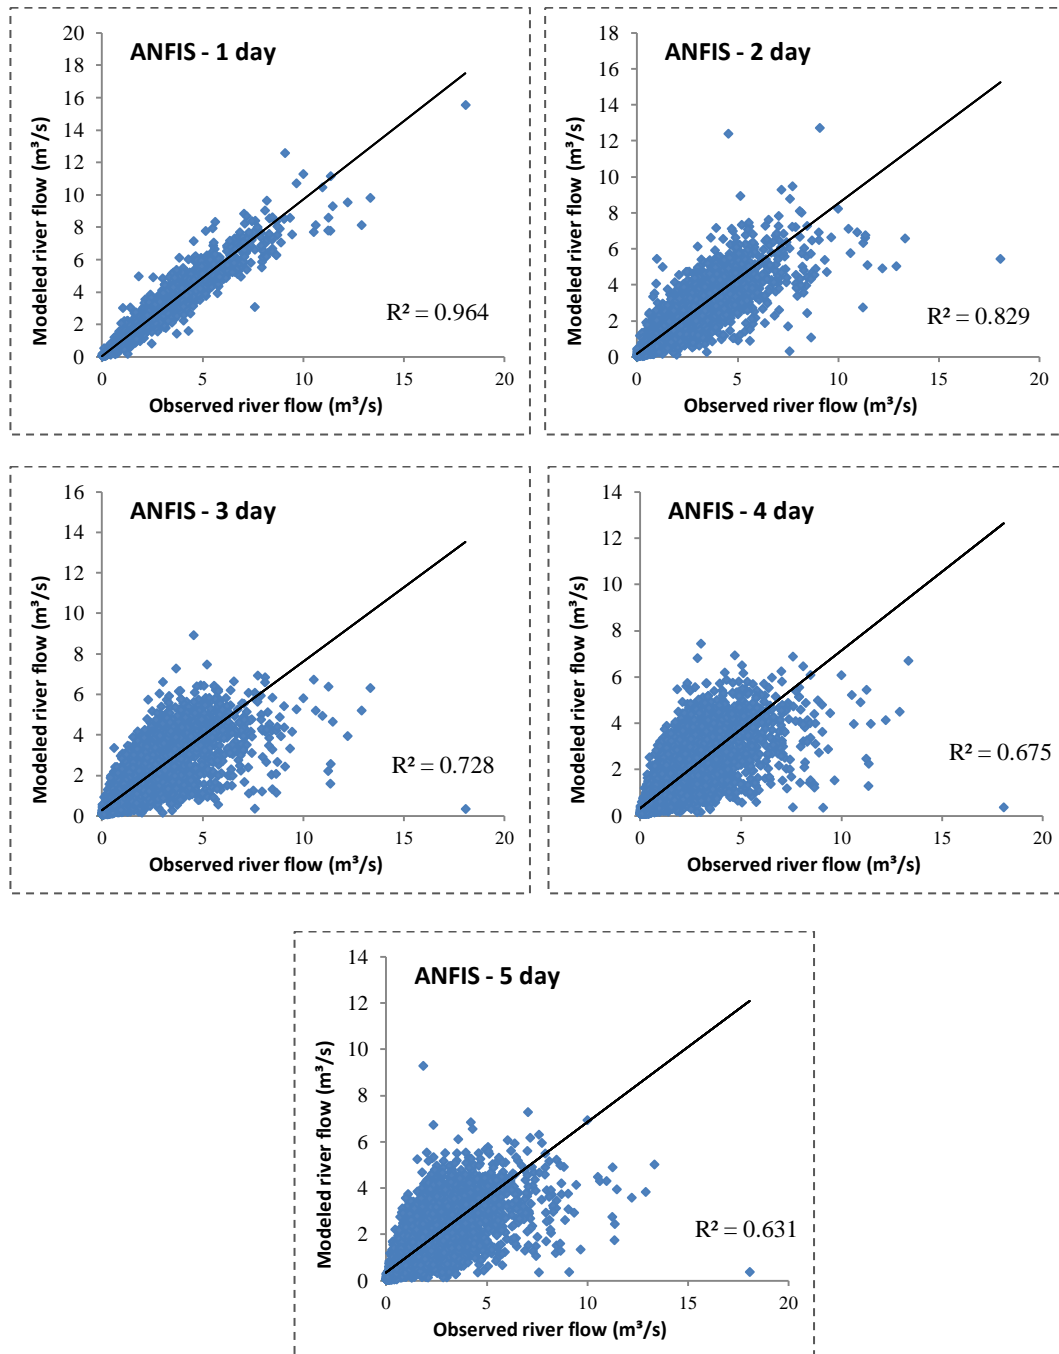 ANFIS - 1 day
Modeled river flow (m³/s)
20
18
16
14
12
10
8
6
4
2
0
R² = 0.964
0 5 10 15 20
Observed river flow (m³/s)
ANFIS - 2 day
Modeled river flow (m³/s)
18
16
14
12
10
8
6
4
2
0
R² = 0.829
0 5 10 15 20
Observed river flow (m³/s)
ANFIS - 3 day
Modeled river flow (m³/s)
16
14
12
10
8
6
4
2
0
R² = 0.728
0 5 10 15 20
Observed river flow (m³/s)
ANFIS - 4 day
Modeled river flow (m³/s)
14
12
10
8
6
4
2
0
R² = 0.675
0 5 10 15 20
Observed river flow (m³/s)
ANFIS - 5 day
Modeled river flow (m³/s)
14
12
10
8
6
4
2
0
R² = 0.631
0 5 10 15 20
Observed river flow (m³/s)